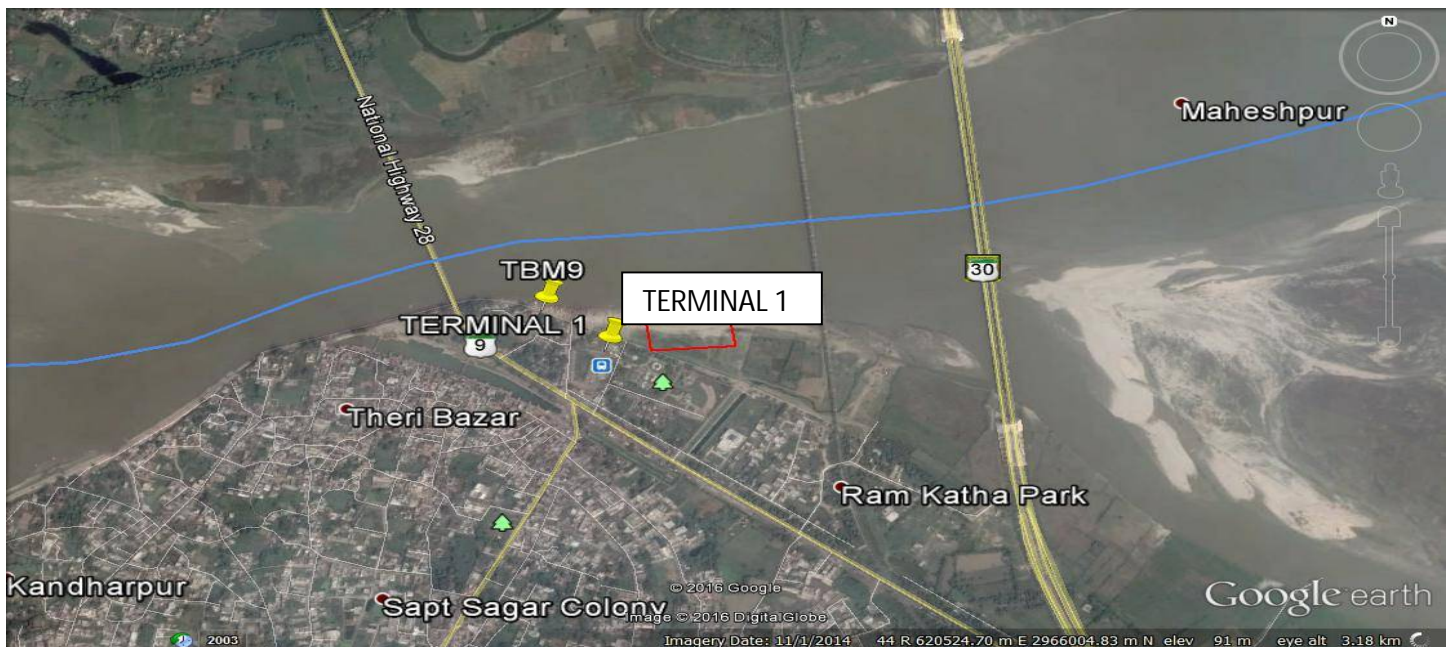 N
Maheshpur
National Highway 28
30
TBM9
TERMINAL 1
TERMINAL 1
9
Theri Bazar
Ram Katha Park
Kandharpur
Sapt Sagar Colony
© 2016 Google
Image © 2016 DigitalGlobe
Google earth
2003
Imagery Date: 11/1/2014 44 R 620524.70 m E 2966004.83 m N elev 91 m eye alt 3.18 km